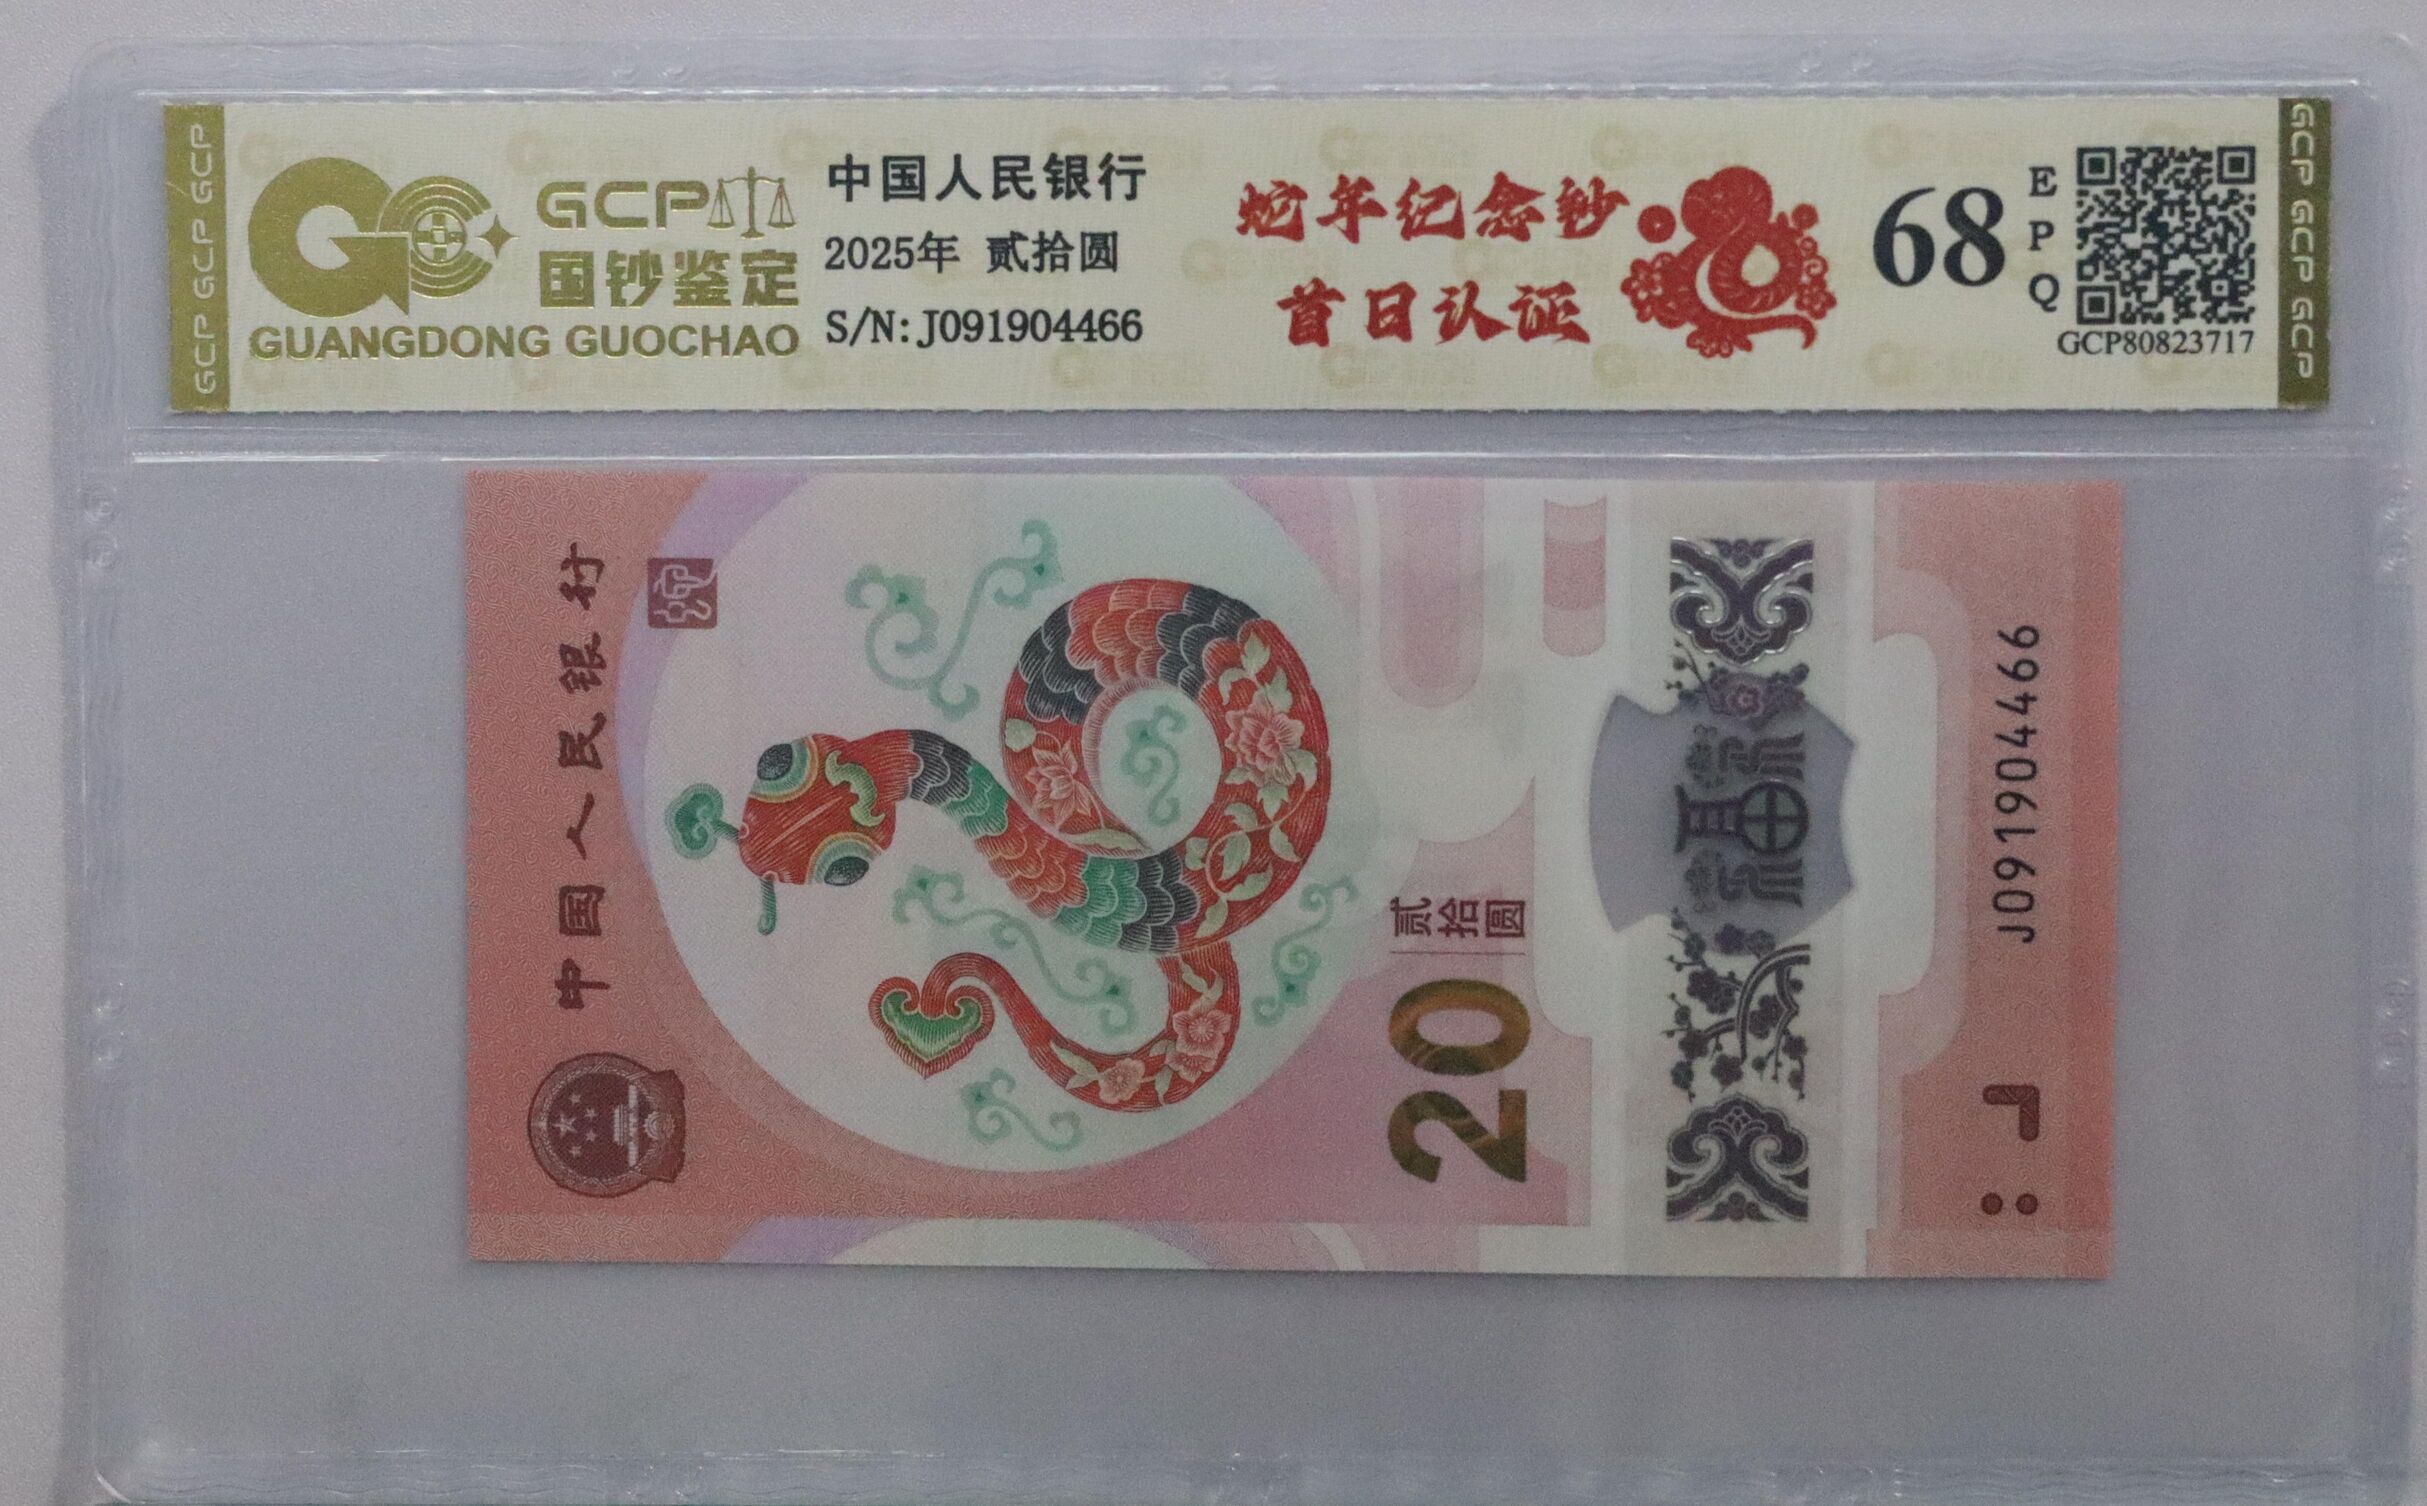 GCP GCP GCP
GCP
国钞鉴定
GUANGDONG GUOCHAO
中国人民银行
2025年 贰拾圆
S/N: J091904466
蛇年纪念钞
首日认证
68
EPQ
GCP80823717
GCP GCP GCP
中国人民银行
蛇
20
贰拾圆
福
J091904466